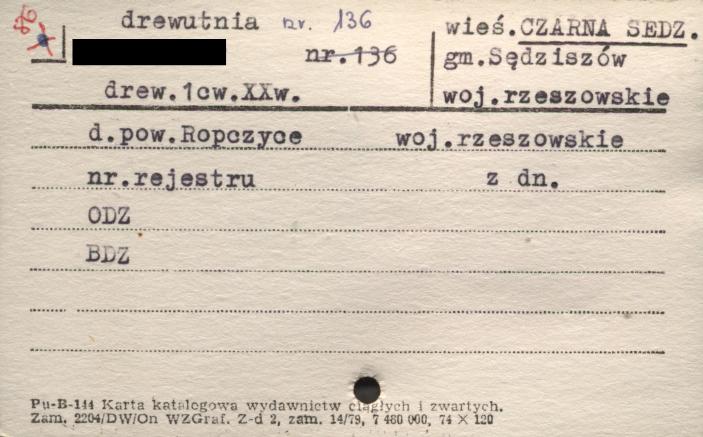 drewutnia nr. 136
nr. 136
drew. 1cw.XXw.
wieś. CZARNA SEDZ.
gm. Sędziszów
woj. rzeszowskie
d. pow. Ropczyce woj. rzeszowskie
nr. rejestru z dn.
ODZ
BDZ
Pu-B-144 Karta katalogowa wydawnictw ciągłych i zwartych.
Zam. 2204/DW/On WZGraf. Z-d 2, zam. 14/79, 7 480 000, 74 × 120